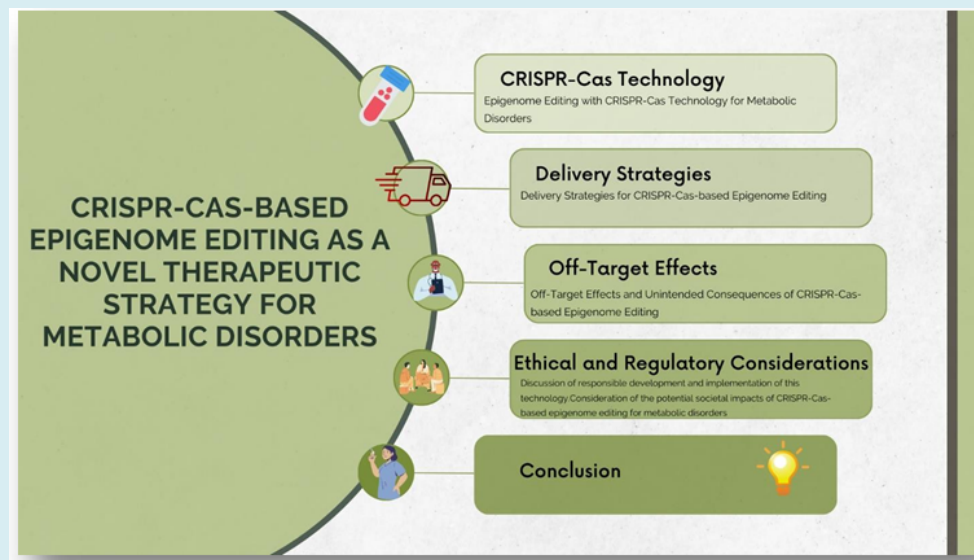 CRISPR-CAS-BASED
EPIGENOME EDITING AS A
NOVEL THERAPEUTIC
STRATEGY FOR
METABOLIC DISORDERS
CRISPR-Cas Technology
Epigenome Editing with CRISPR-Cas Technology for Metabolic
Disorders
Delivery Strategies
Delivery Strategies for CRISPR-Cas-based Epigenome Editing
Off-Target Effects
Off-Target Effects and Unintended Consequences of CRISPR-Cas-
based Epigenome Editing
Ethical and Regulatory Considerations
Discussion of responsible development and implementation of this
technology.Consideration of the potential societal impacts of CRISPR-Cas-
based epigenome editing for metabolic disorders
Conclusion